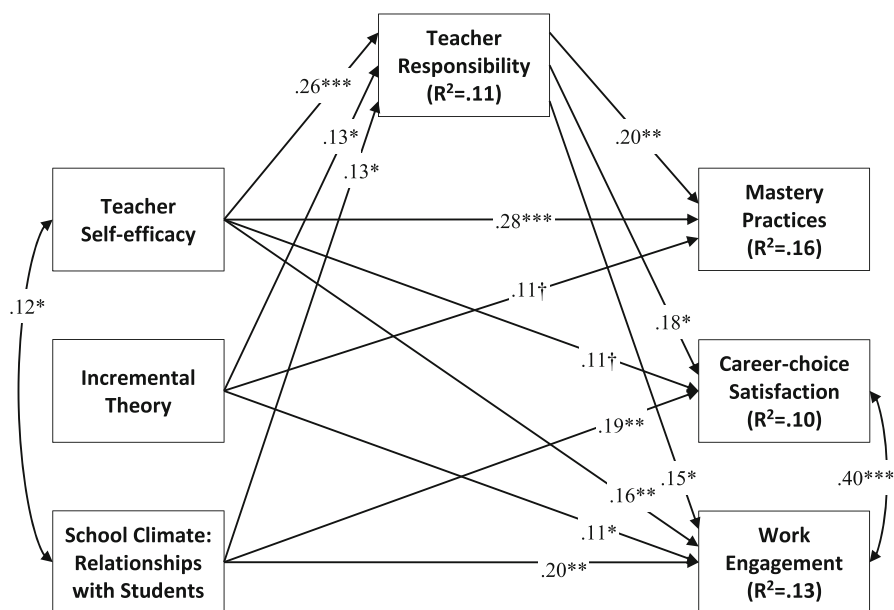 Teacher
Responsibility
(R²=.11)
.26***
.13*
.13*
.20**
Teacher
Self-efficacy
.28***
Mastery
Practices
(R²=.16)
.12*
.11†
.18*
Incremental
Theory
.11†
Career-choice
Satisfaction
(R²=.10)
.19**
.15*
.40***
.16**
.11*
School Climate:
Relationships
with Students
.20**
Work
Engagement
(R²=.13)